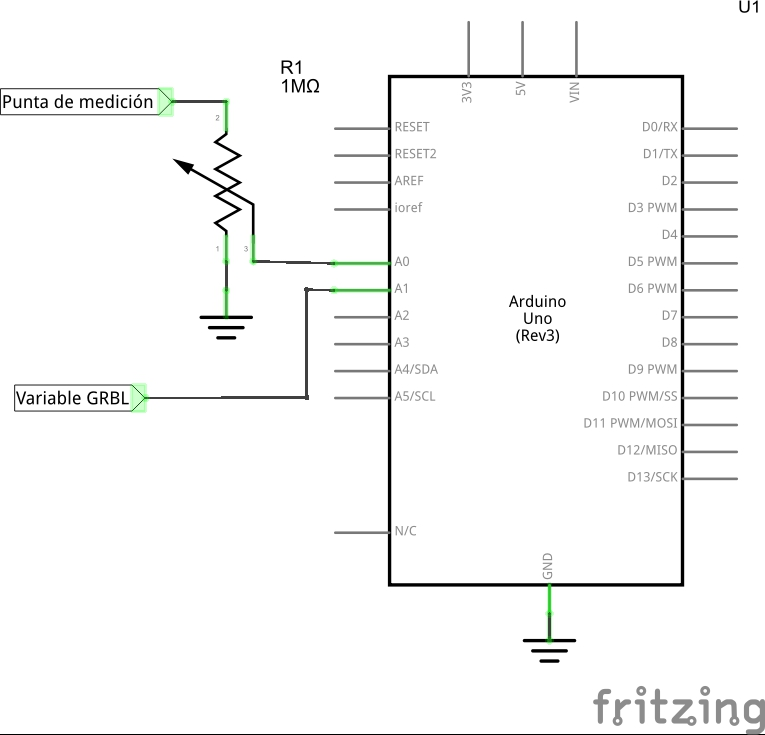 U1
R1
1MΩ
Punta de medición
2
1
3
Variable GRBL
3V3
5V
VIN
RESET
RESET2
AREF
ioref
A0
A1
A2
A3
A4/SDA
A5/SCL
N/C
Arduino
Uno
(Rev3)
D0/RX
D1/TX
D2
D3 PWM
D4
D5 PWM
D6 PWM
D7
D8
D9 PWM
D10 PWM/SS
D11 PWM/MOSI
D12/MISO
D13/SCK
GND
fritzing